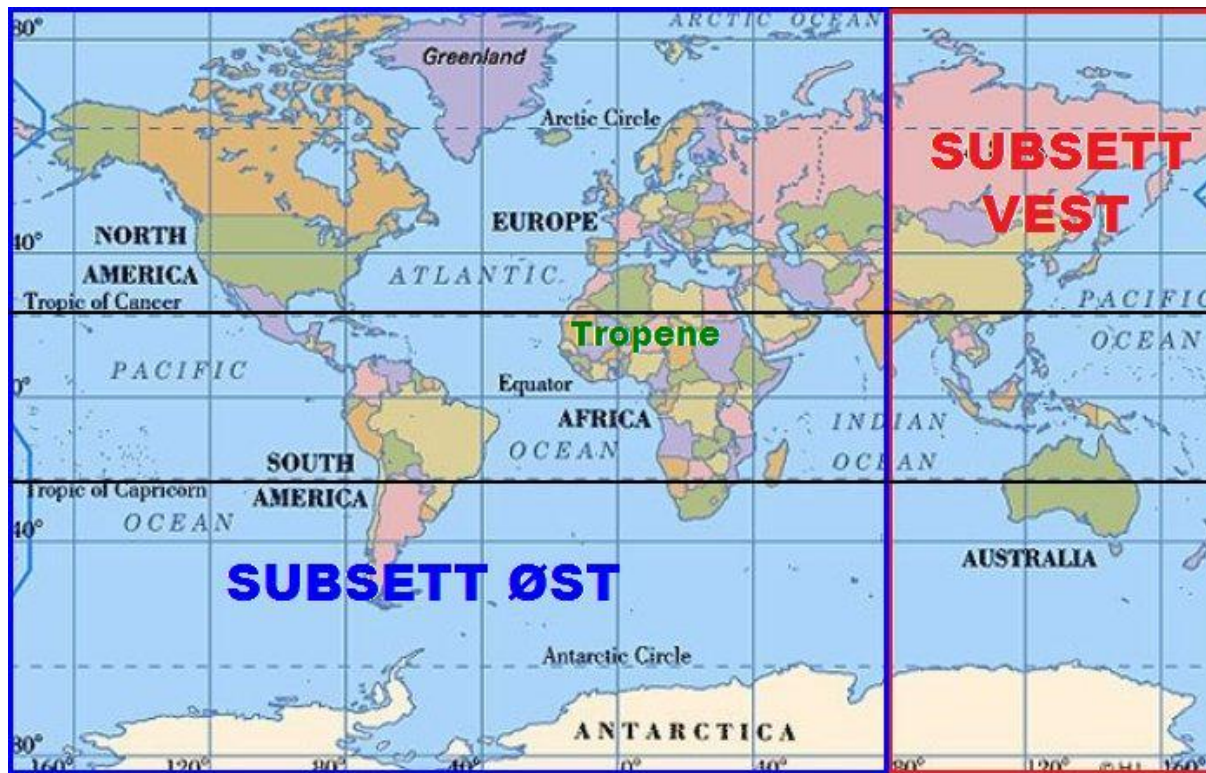 80°
ARCTIC OCEAN
Greenland
Arctic Circle
SUBSETT
VEST
EUROPE
NORTH
AMERICA
40°
ATLANTIC
Tropic of Cancer
PACIFIC
OCEAN
Tropene
PACIFIC
0°
Equator
AFRICA
INDIAN
OCEAN
OCEAN
SOUTH
AMERICA
Tropic of Capricorn
OCEAN
40°
AUSTRALIA
SUBSETT ØST
Antarctic Circle
ANTARCTICA
80°
160° 120° 80° 40° 0° 40° 80° 120° 160°